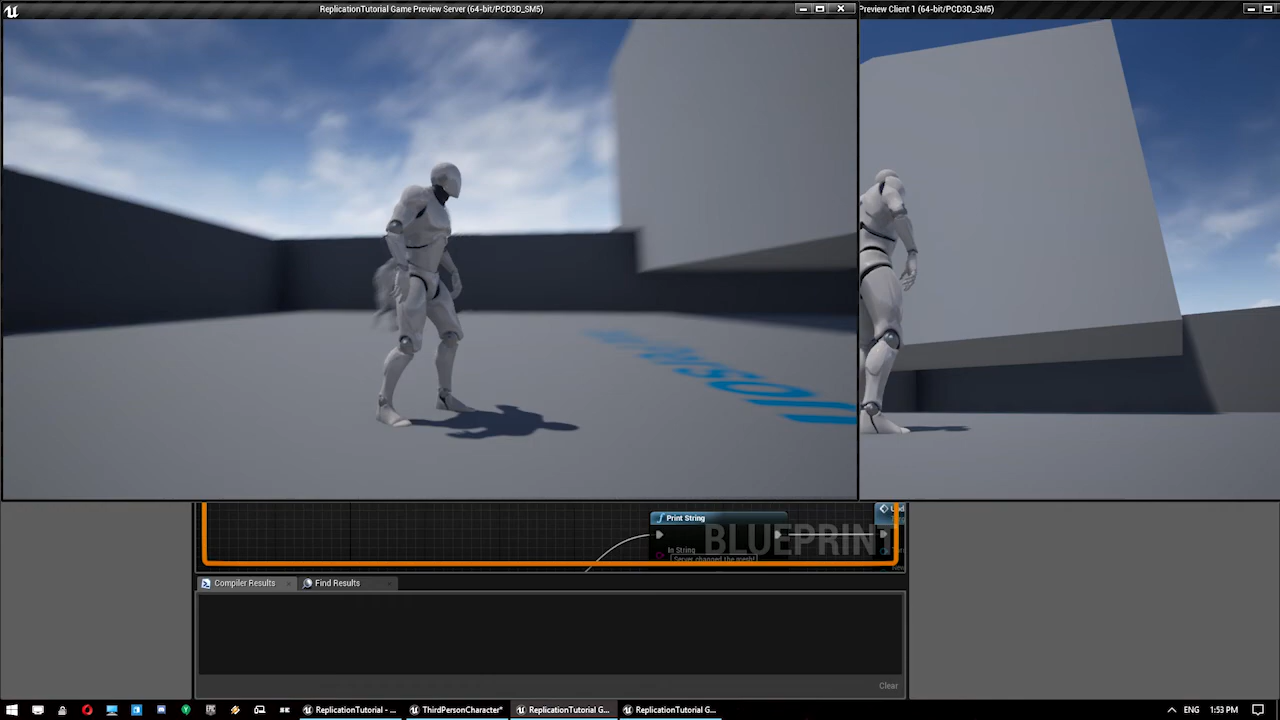 ReplicationTutorial Game Preview Server (64-bit/PCD3D_SM5)
Preview Client 1 (64-bit/PCD3D_SM5)
Print String
In String
Server changed the mesh!
BLUEPRINT
Compiler Results
Find Results
Clear
ReplicationTutorial - ...
ThirdPersonCharacter*
ReplicationTutorial G...
ReplicationTutorial G...
ENG
1:53 PM